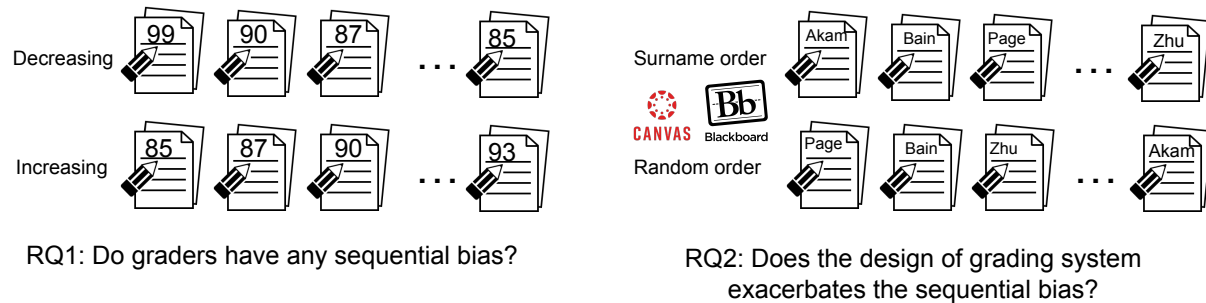 Decreasing 99 90 87 ... 85
Increasing 85 87 90 ... 93
RQ1: Do graders have any sequential bias?
Surname order Akam Bain Page ... Zhu
CANVAS Bb Blackboard
Random order Page Bain Zhu ... Akam
RQ2: Does the design of grading system
exacerbates the sequential bias?